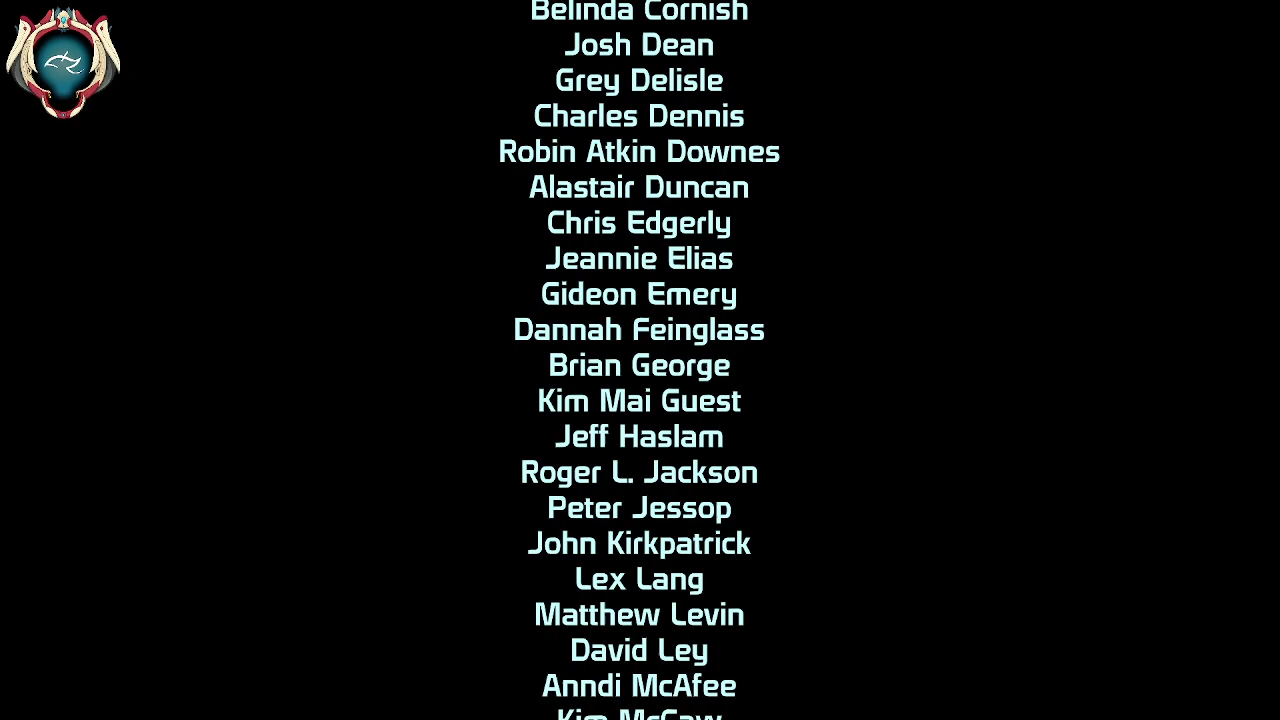 Belinda Cornish
Josh Dean
Grey Delisle
Charles Dennis
Robin Atkin Downes
Alastair Duncan
Chris Edgerly
Jeannie Elias
Gideon Emery
Dannah Feinglass
Brian George
Kim Mai Guest
Jeff Haslam
Roger L. Jackson
Peter Jessop
John Kirkpatrick
Lex Lang
Matthew Levin
David Ley
Anndi McAfee
Kim McCaw